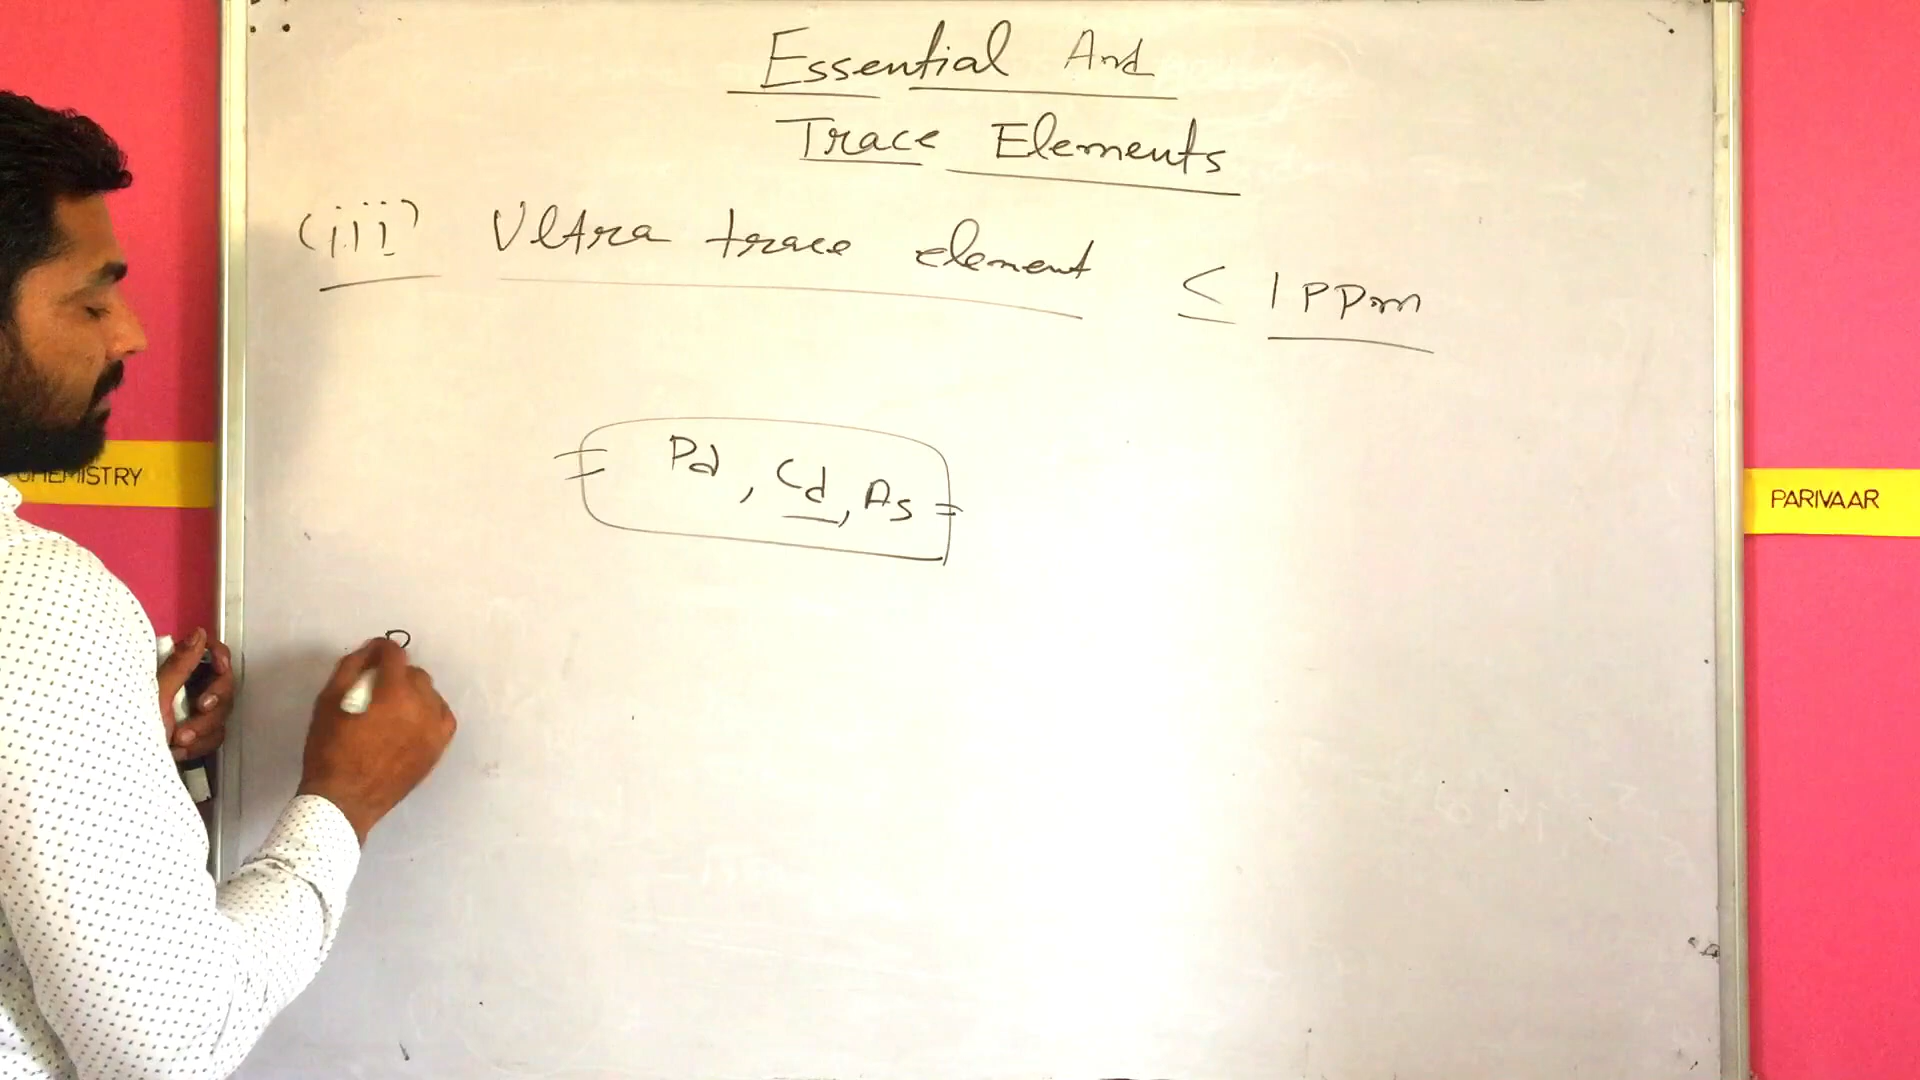 Essential And
Trace Elements
(iii) Ultra trace element ≤ 1 ppm
= Pd, Cd, As =
CHEMISTRY
PARIVAAR